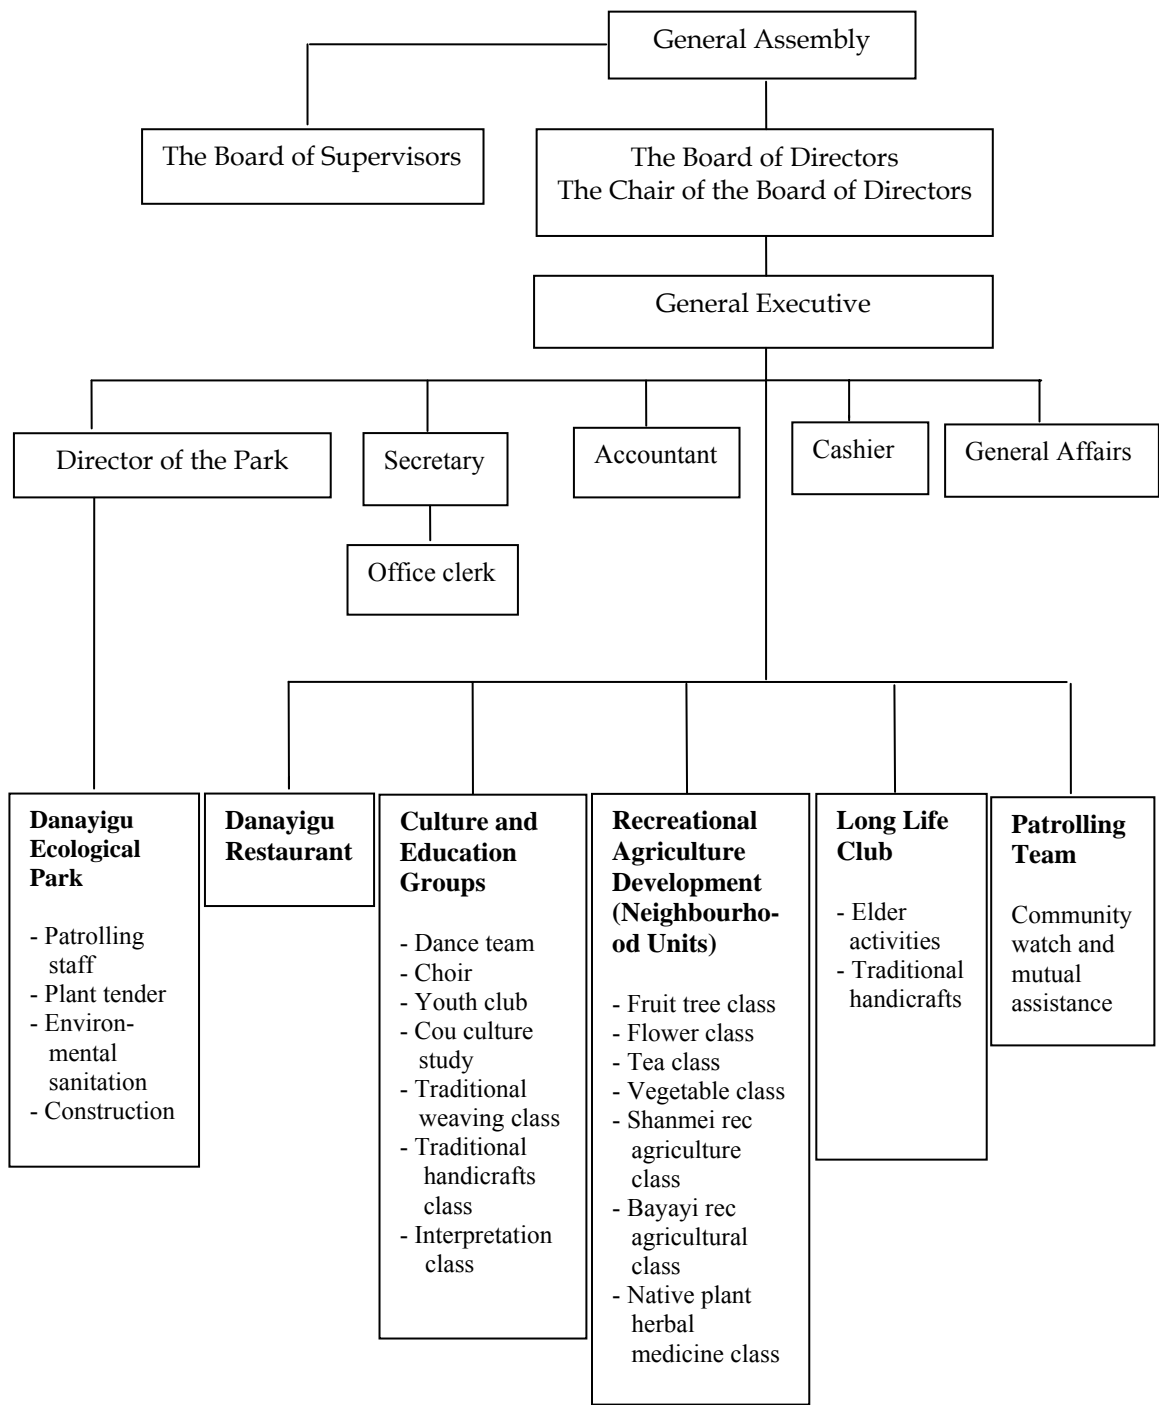 General Assembly
The Board of Supervisors
The Board of Directors
The Chair of the Board of Directors
General Executive
Director of the Park
Secretary
Accountant
Cashier
General Affairs
Office clerk
Danayigu
Ecological
Park
- Patrolling
staff
- Plant tender
- Environ-
mental
sanitation
- Construction
Danayigu
Restaurant
Culture and
Education
Groups
- Dance team
- Choir
- Youth club
- Cou culture
study
- Traditional
weaving class
- Traditional
handicrafts
class
- Interpretation
class
Recreational
Agriculture
Development
(Neighbourho-
od Units)
- Fruit tree class
- Flower class
- Tea class
- Vegetable class
- Shanmei rec
agriculture
class
- Bayayi rec
agricultural
class
- Native plant
herbal
medicine class
Long Life
Club
- Elder
activities
- Traditional
handicrafts
Patrolling
Team
Community
watch and
mutual
assistance